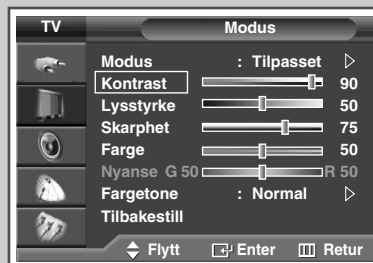 TV Modus
Modus : Tilpasset
Kontrast 90
Lysstyrke 50
Skarphet 75
Farge 50
Nyanse G 50 R 50
Fargetone : Normal
Tilbakestill
Flytt Enter Retur